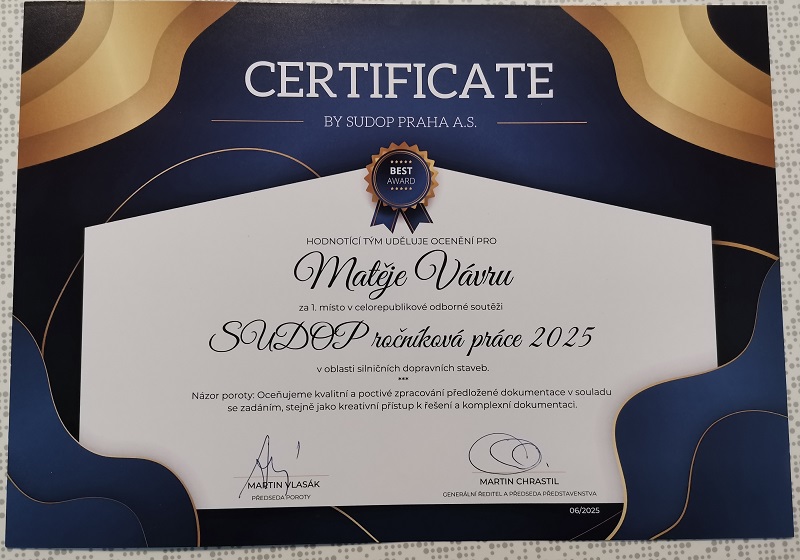 CERTIFICATE
BY SUDOP PRAHA A.S.
BEST
AWARD
HODNOTÍCÍ TÝM UDĚLUJE OCENĚNÍ PRO
Matěje Vávru
za 1. místo v celorepublikové odborné soutěži
SUDOP ročníková práce 2025
v oblasti silničních dopravních staveb.
***
Názor poroty: Oceňujeme kvalitní a poctivé zpracování předložené dokumentace v souladu
se zadáním, stejně jako kreativní přístup k řešení a komplexní dokumentaci.
MARTIN VLASÁK
PŘEDSEDA POROTY
MARTIN CHRASTIL
GENERÁLNÍ ŘEDITEL A PŘEDSEDA PŘEDSTAVENSTVA
06/2025